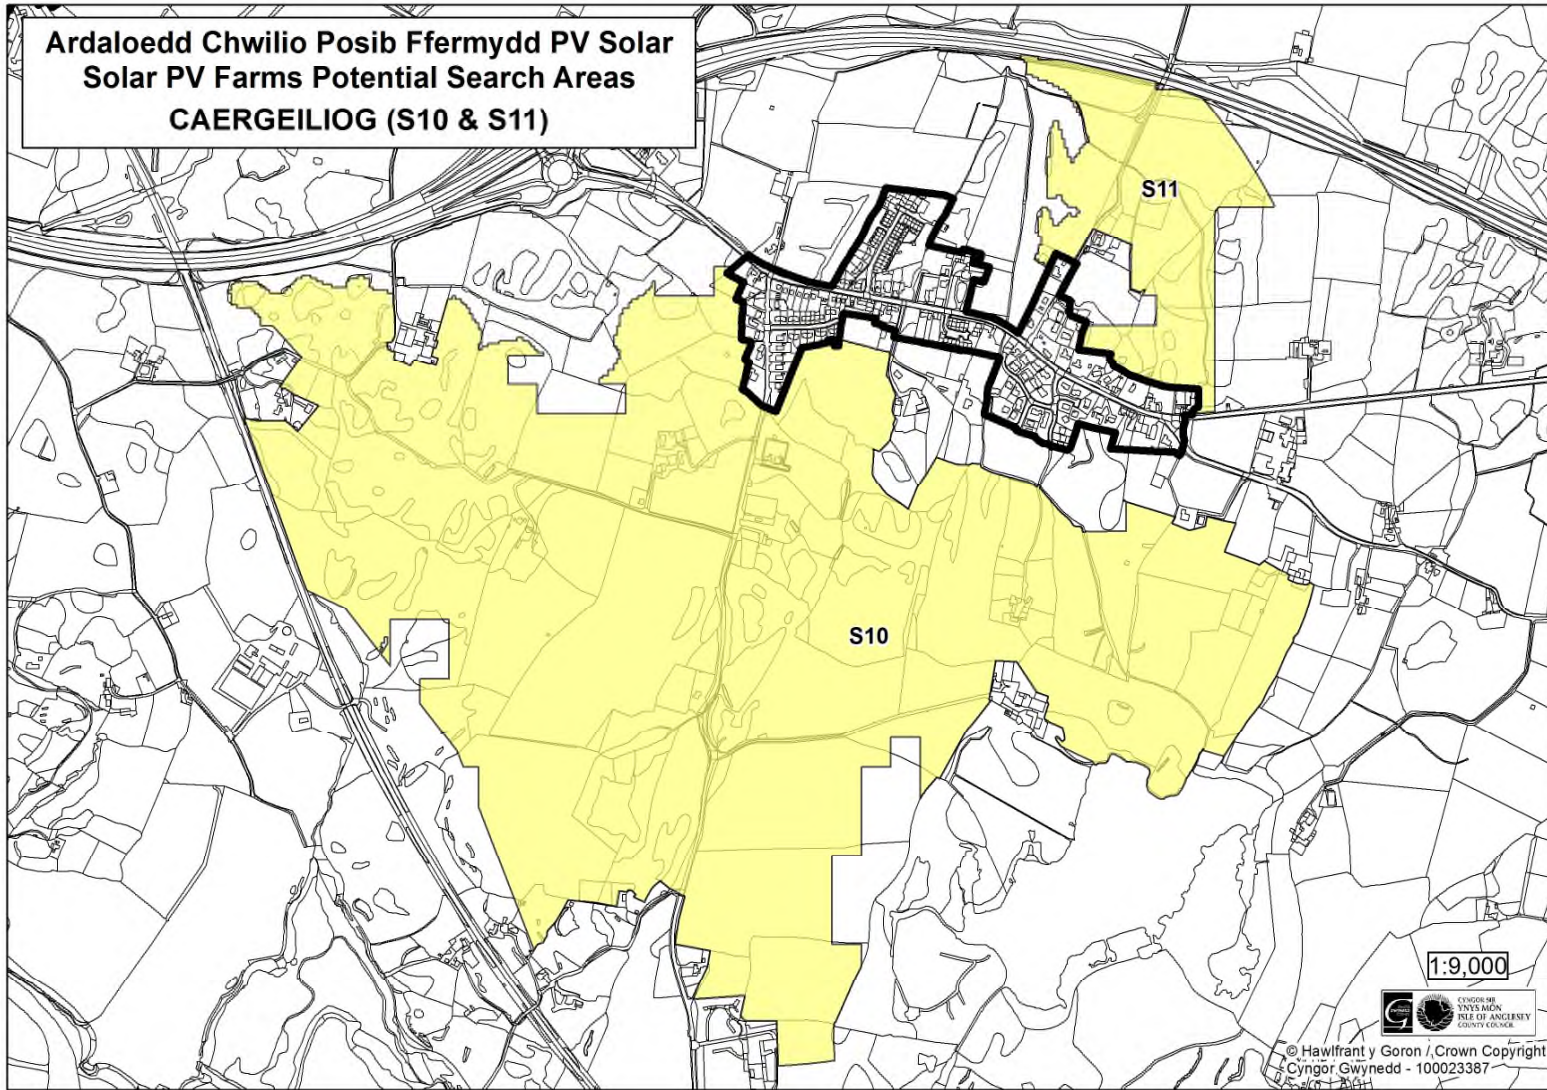 Ardaloedd Chwilio Posib Ffermydd PV Solar
Solar PV Farms Potential Search Areas
CAERGEILIOG (S10 & S11)
S11
S10
1:9,000
CYNGOR SIR
YNYS MÔN
ISLE OF ANGLESEY
COUNTY COUNCIL
© Hawlfraint y Goron / Crown Copyright
Cyngor Gwynedd - 100023387